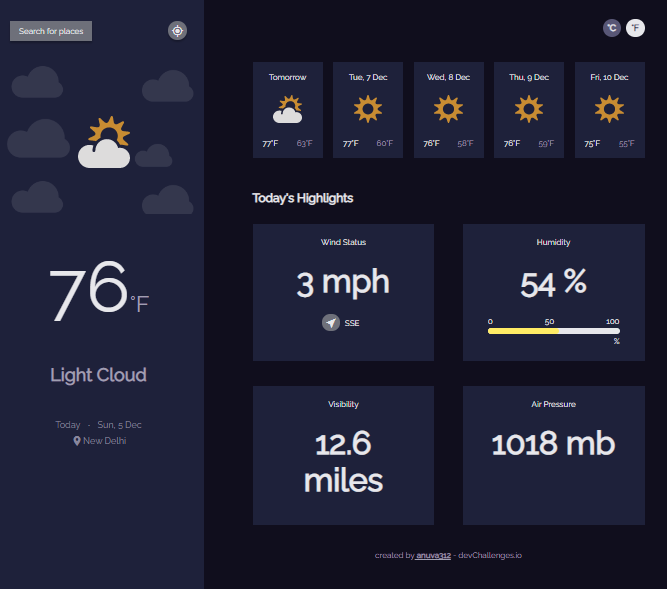 Search for places
76°F
Light Cloud
Today - Sun, 5 Dec
New Delhi
°C °F
Tomorrow
77°F 63°F
Tue, 7 Dec
77°F 60°F
Wed, 8 Dec
76°F 58°F
Thu, 9 Dec
76°F 59°F
Fri, 10 Dec
75°F 55°F
Today's Highlights
Wind Status
3 mph
SSE
Humidity
54 %
0 50 100
%
Visibility
12.6
miles
Air Pressure
1018 mb
created by anuva312 - devChallenges.io